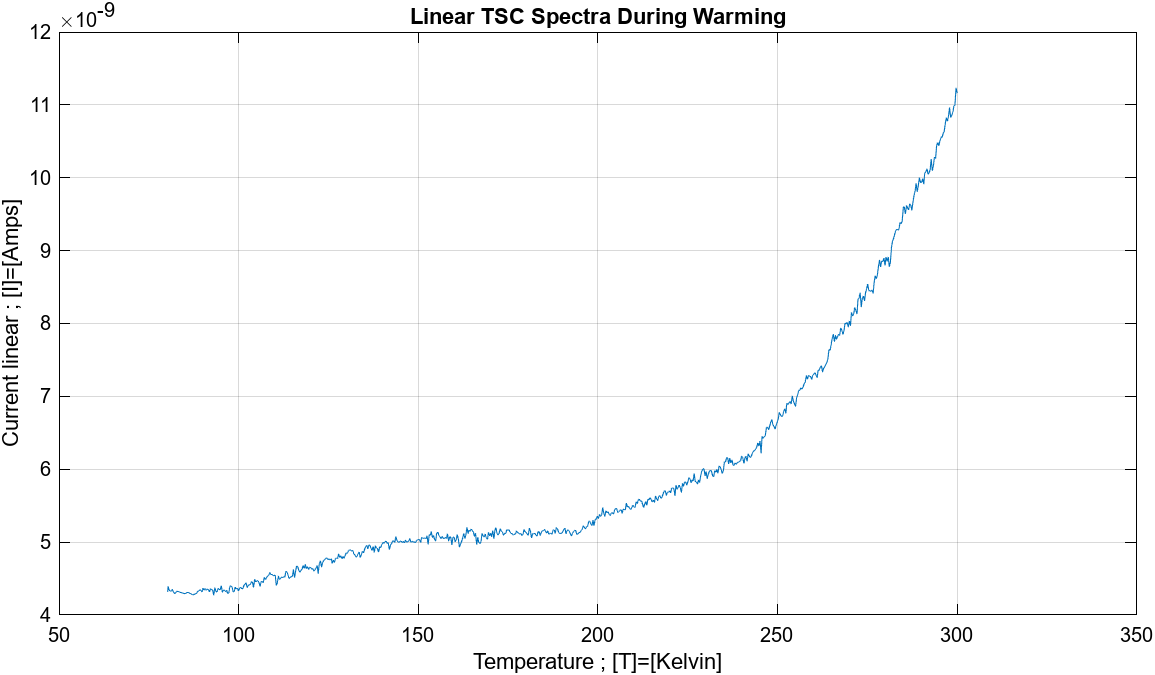 Linear TSC Spectra During Warming
×10-9
12
11
10
9
8
7
6
5
4
50 100 150 200 250 300 350
Temperature ; [T]=[Kelvin]
Current linear ; [I]=[Amps]